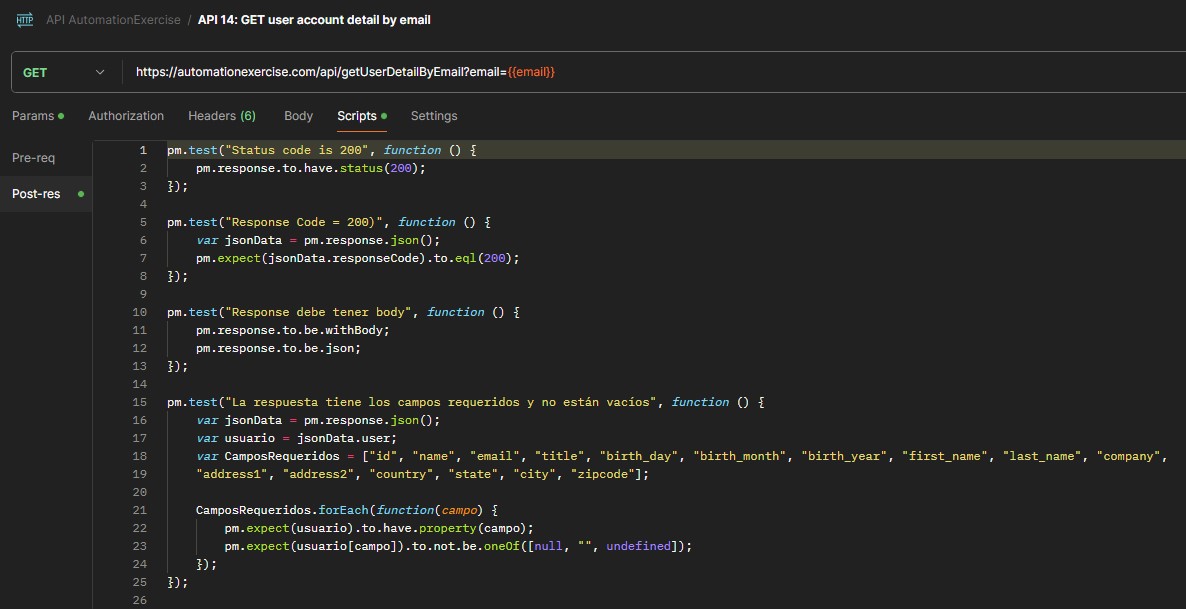 HTTP API AutomationExercise / API 14: GET user account detail by email
GET https://automationexercise.com/api/getUserDetailByEmail?email={{email}}
Params Authorization Headers (6) Body Scripts Settings
Pre-req
Post-res
1 pm.test("Status code is 200", function () {
2 pm.response.to.have.status(200);
3 });
4
5 pm.test("Response Code = 200)", function () {
6 var jsonData = pm.response.json();
7 pm.expect(jsonData.responseCode).to.eql(200);
8 });
9
10 pm.test("Response debe tener body", function () {
11 pm.response.to.be.withBody;
12 pm.response.to.be.json;
13 });
14
15 pm.test("La respuesta tiene los campos requeridos y no están vacíos", function () {
16 var jsonData = pm.response.json();
17 var usuario = jsonData.user;
18 var CamposRequeridos = ["id", "name", "email", "title", "birth_day", "birth_month", "birth_year", "first_name", "last_name", "company",
19 "address1", "address2", "country", "state", "city", "zipcode"];
20
21 CamposRequeridos.forEach(function(campo) {
22 pm.expect(usuario).to.have.property(campo);
23 pm.expect(usuario[campo]).to.not.be.oneOf([null, "", undefined]);
24 });
25 });
26